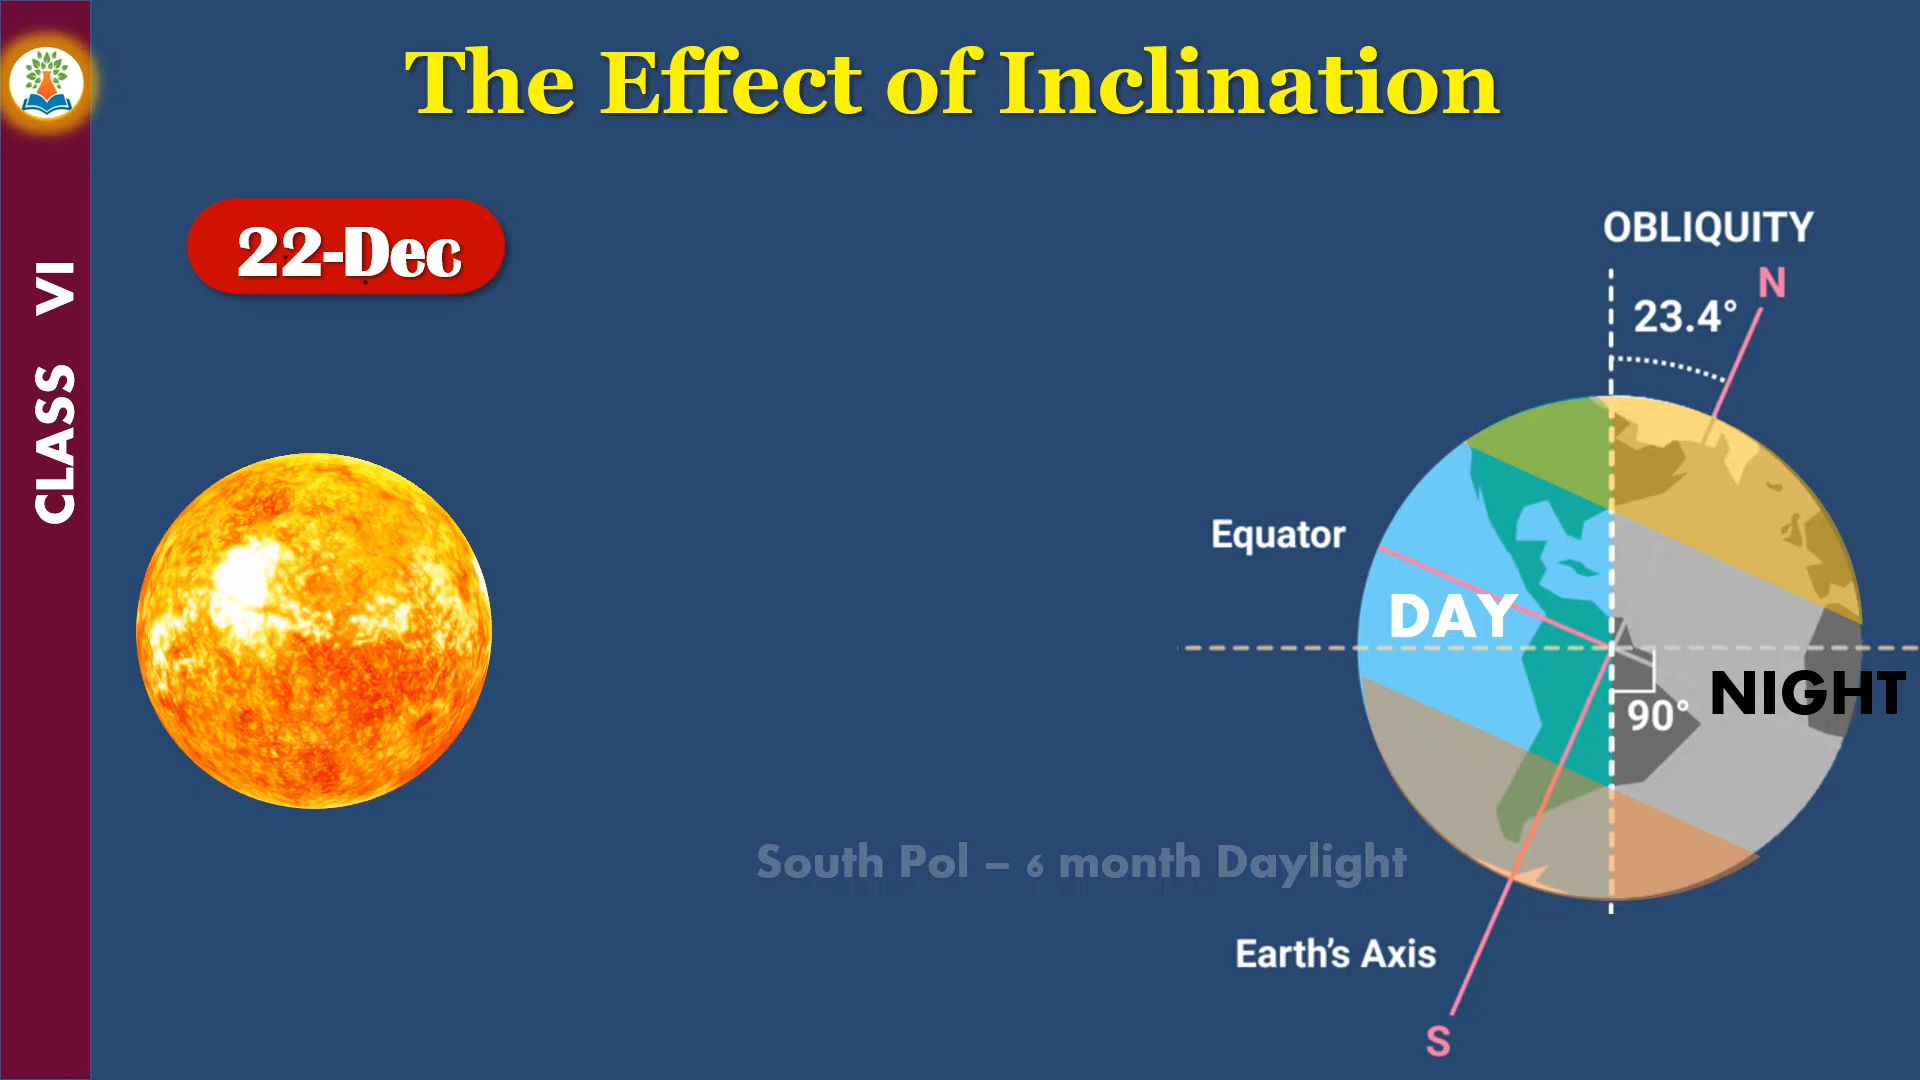 The Effect of Inclination
22-Dec
CLASS VI
OBLIQUITY
N
23.4°
Equator
DAY
NIGHT
90°
South Pol – 6 month Daylight
Earth's Axis
S